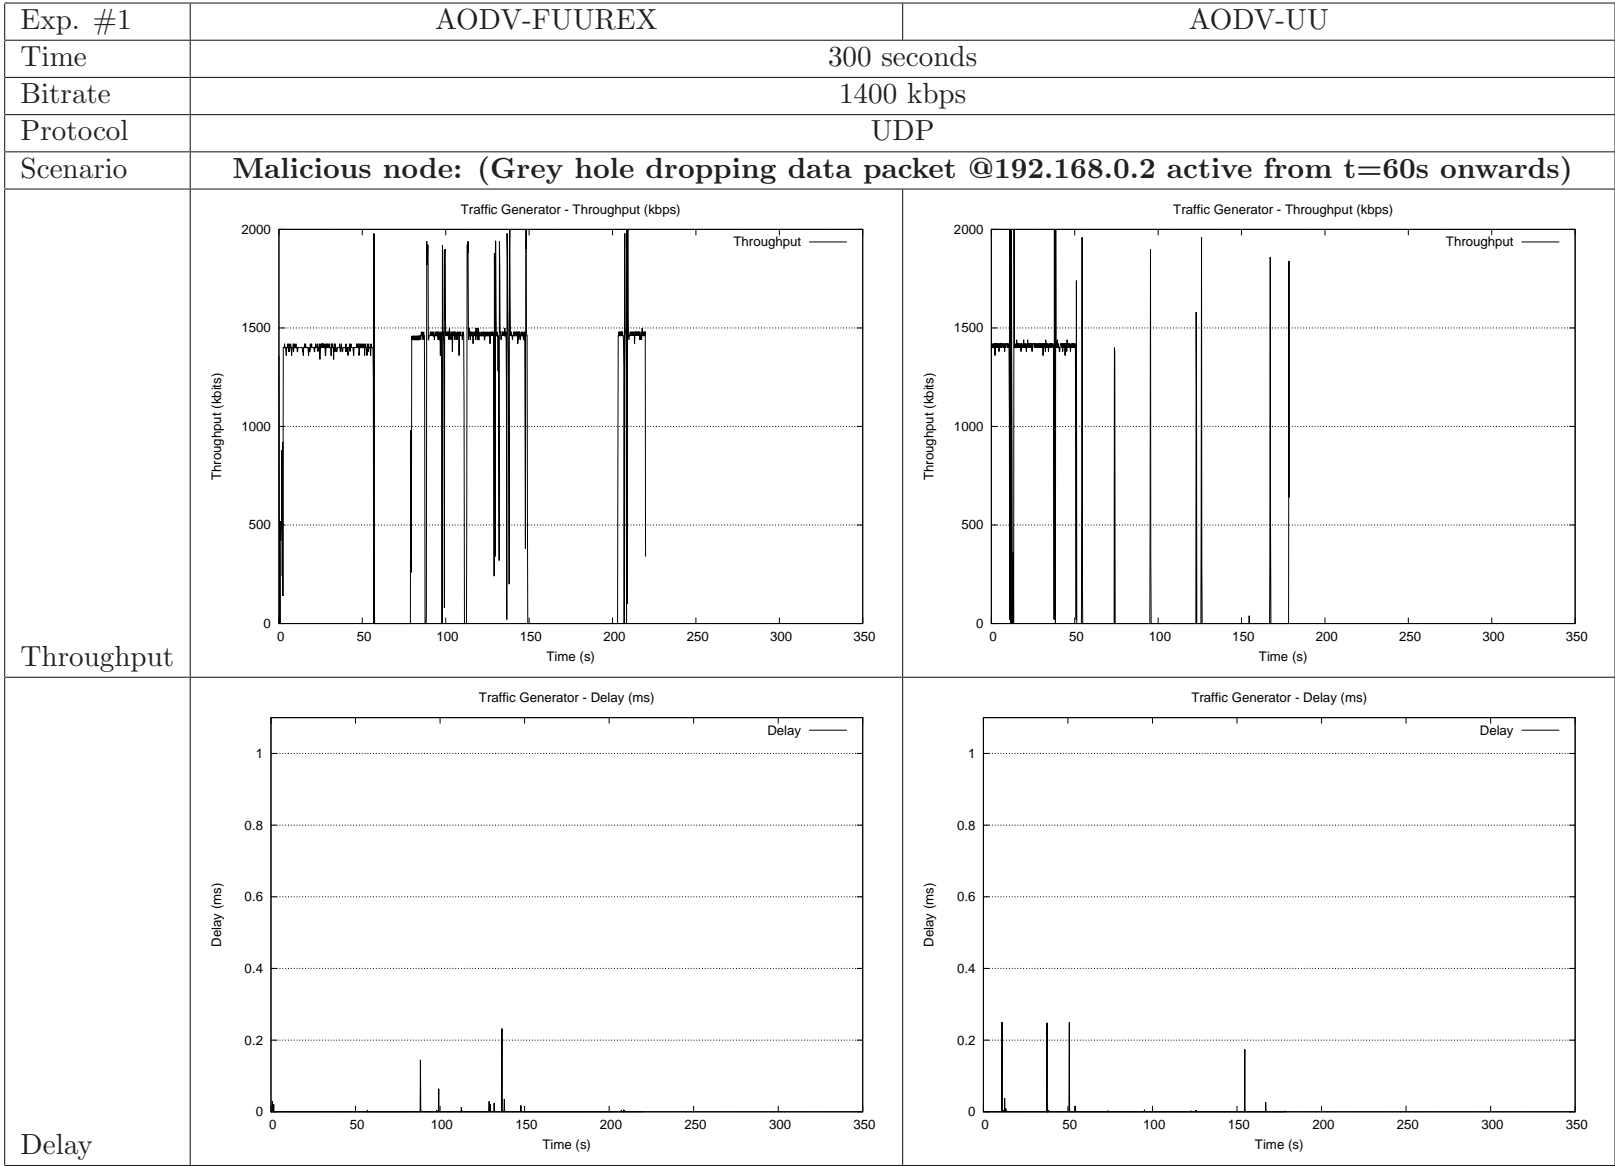 Exp. #1 AODV-FUUREX AODV-UU
Time 300 seconds
Bitrate 1400 kbps
Protocol UDP
Scenario Malicious node: (Grey hole dropping data packet @192.168.0.2 active from t=60s onwards)
Throughput
Traffic Generator - Throughput (kbps)
Throughput
Throughput (kbits)
2000
1500
1000
500
0
0 50 100 150 200 250 300 350
Time (s)
Traffic Generator - Throughput (kbps)
Throughput
Throughput (kbits)
2000
1500
1000
500
0
0 50 100 150 200 250 300 350
Time (s)
Delay
Traffic Generator - Delay (ms)
Delay
Delay (ms)
1
0.8
0.6
0.4
0.2
0
0 50 100 150 200 250 300 350
Time (s)
Traffic Generator - Delay (ms)
Delay
Delay (ms)
1
0.8
0.6
0.4
0.2
0
0 50 100 150 200 250 300 350
Time (s)